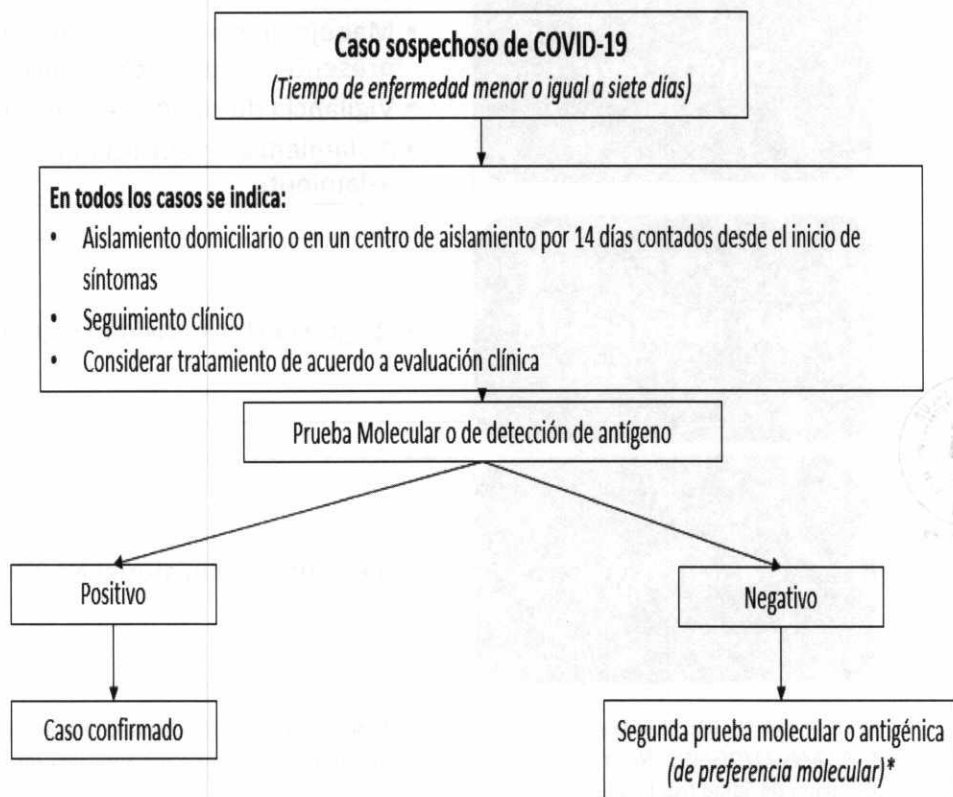 Caso sospechoso de COVID-19
(Tiempo de enfermedad menor o igual a siete días)
En todos los casos se indica:
• Aislamiento domiciliario o en un centro de aislamiento por 14 días contados desde el inicio de
síntomas
• Seguimiento clínico
• Considerar tratamiento de acuerdo a evaluación clínica
Prueba Molecular o de detección de antígeno
Positivo
Negativo
Caso confirmado
Segunda prueba molecular o antigénica
(de preferencia molecular)*